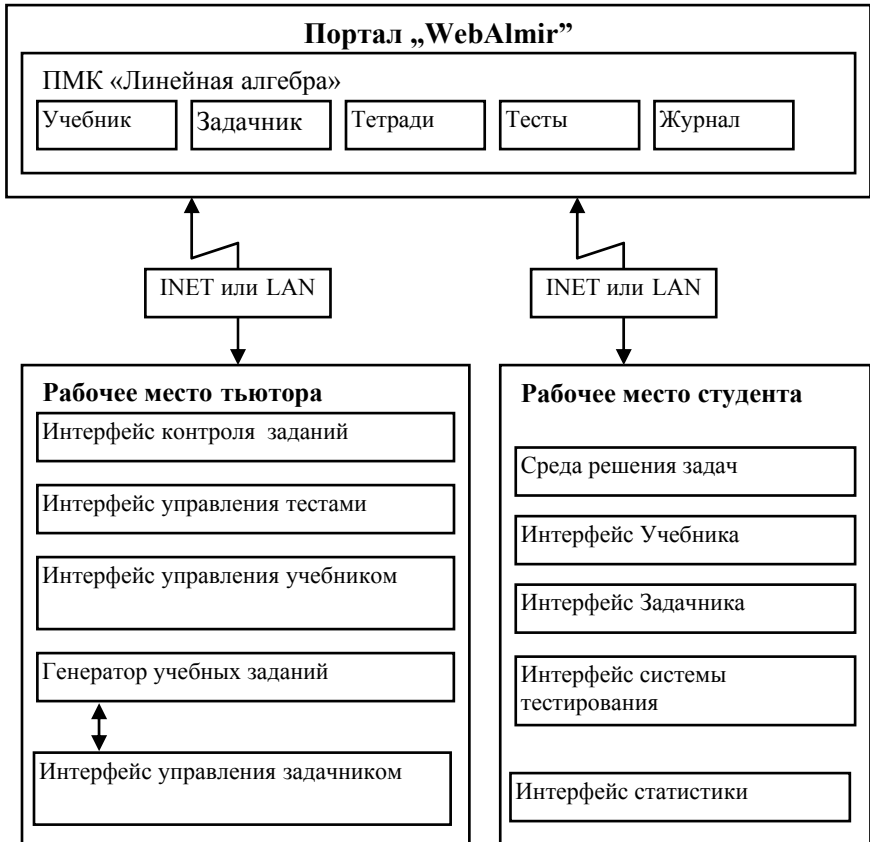 Портал „WebAlmir”
ПМК «Линейная алгебра»
Учебник
Задачник
Тетради
Тесты
Журнал
INET или LAN
INET или LAN
Рабочее место тьютора
Интерфейс контроля заданий
Интерфейс управления тестами
Интерфейс управления учебником
Генератор учебных заданий
Интерфейс управления задачником
Рабочее место студента
Среда решения задач
Интерфейс Учебника
Интерфейс Задачника
Интерфейс системы
тестирования
Интерфейс статистики